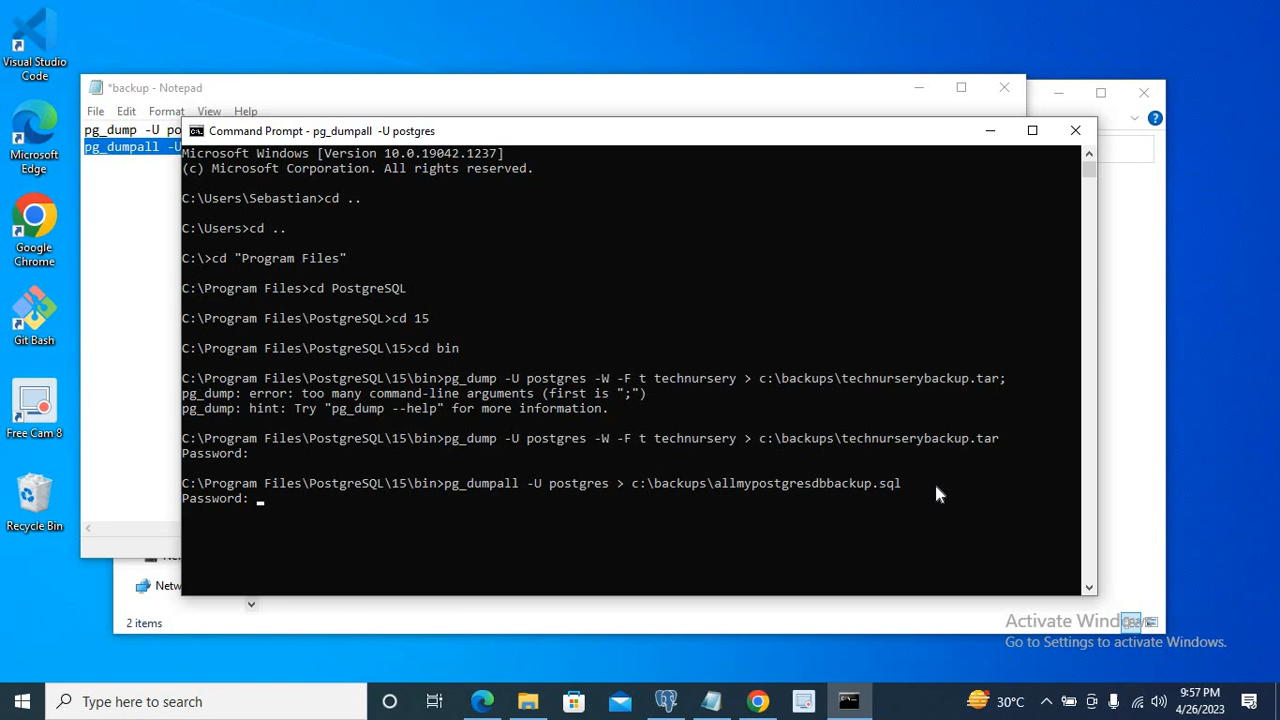 Visual Studio
Code
Microsoft
Edge
Google
Chrome
Git Bash
Free Cam 8
Recycle Bin
*backup - Notepad
File Edit Format View Help
pg_dump -U
pg_dumpall -U
Command Prompt - pg_dumpall -U postgres
Microsoft Windows [Version 10.0.19042.1237]
(c) Microsoft Corporation. All rights reserved.
C:\Users\Sebastian>cd ..
C:\Users>cd ..
C:\>cd "Program Files"
C:\Program Files>cd PostgreSQL
C:\Program Files\PostgreSQL>cd 15
C:\Program Files\PostgreSQL\15>cd bin
C:\Program Files\PostgreSQL\15\bin>pg_dump -U postgres -W -F t technursery > c:\backups\technurserybackup.tar;
pg_dump: error: too many command-line arguments (first is ";")
pg_dump: hint: Try "pg_dump --help" for more information.
C:\Program Files\PostgreSQL\15\bin>pg_dump -U postgres -W -F t technursery > c:\backups\technurserybackup.tar
Password:
C:\Program Files\PostgreSQL\15\bin>pg_dumpall -U postgres > c:\backups\allmypostgresdbbackup.sql
Password:
2 items
Activate Windows
Go to Settings to activate Windows.
Type here to search
30°C
9:57 PM
4/26/2023